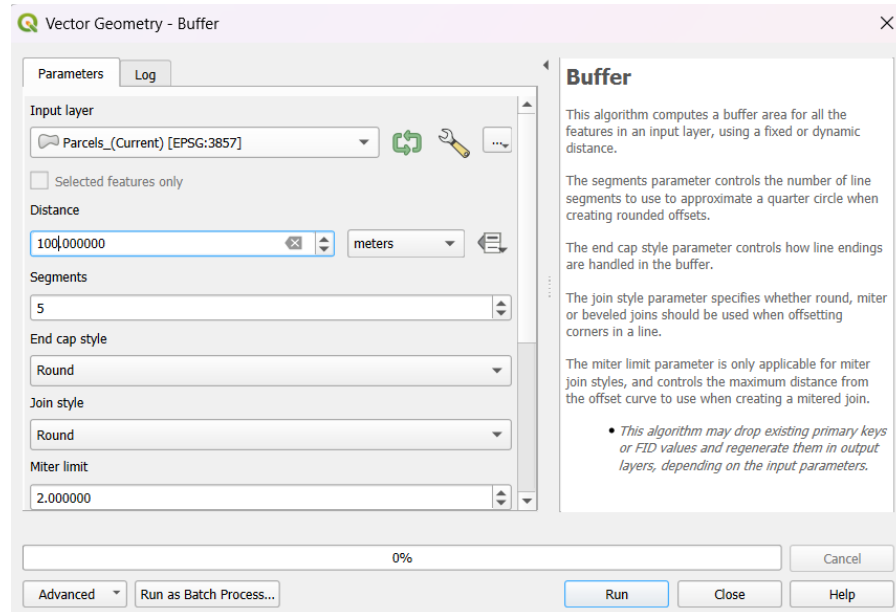 Vector Geometry - Buffer
Parameters
Log
Input layer
Parcels_(Current) [EPSG:3857]
...
Selected features only
Distance
100.000000
meters
Segments
5
End cap style
Round
Join style
Round
Miter limit
2.000000
Buffer
This algorithm computes a buffer area for all the
features in an input layer, using a fixed or dynamic
distance.
The segments parameter controls the number of line
segments to use to approximate a quarter circle when
creating rounded offsets.
The end cap style parameter controls how line endings
are handled in the buffer.
The join style parameter specifies whether round, miter
or beveled joins should be used when offsetting
corners in a line.
The miter limit parameter is only applicable for miter
join styles, and controls the maximum distance from
the offset curve to use when creating a mitered join.
• This algorithm may drop existing primary keys
or FID values and regenerate them in output
layers, depending on the input parameters.
0%
Cancel
Advanced
Run as Batch Process...
Run
Close
Help